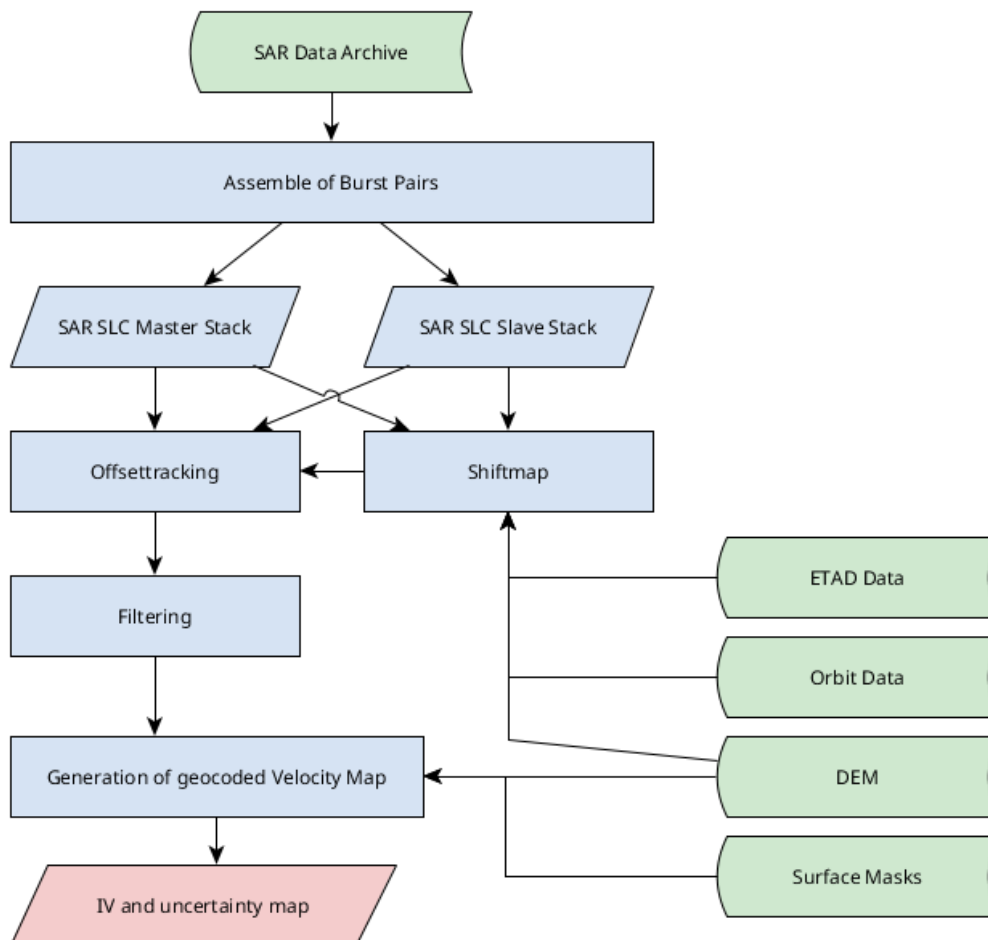 SAR Data Archive
Assemble of Burst Pairs
SAR SLC Master Stack
SAR SLC Slave Stack
Offsettracking
Shiftmap
ETAD Data
Filtering
Orbit Data
Generation of geocoded Velocity Map
DEM
Surface Masks
IV and uncertainty map